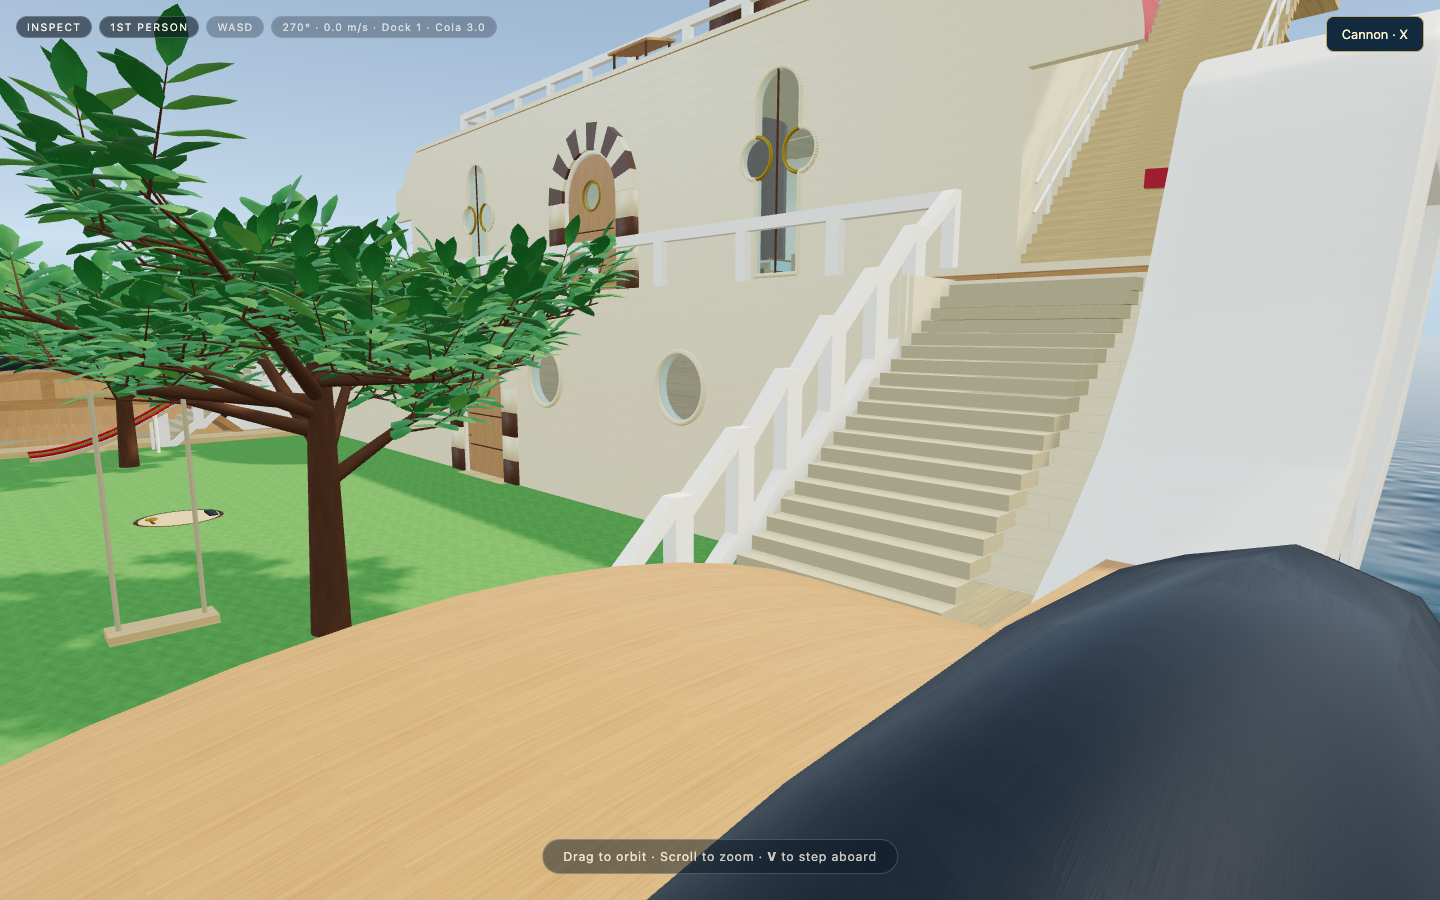 INSPECT 1ST PERSON WASD 270° · 0.0 m/s · Dock 1 · Cola 3.0
Cannon · X
Drag to orbit · Scroll to zoom · V to step aboard